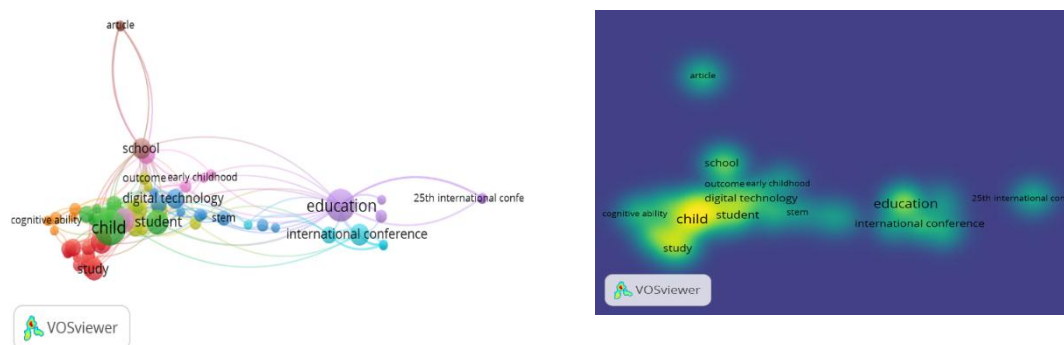 article
school
outcome
early childhood
digital technology
cognitive ability
child
student
stem
study
education
25th international confe
international conference
VOSviewer
article
school
outcome
early childhood
digital technology
cognitive ability
child
student
stem
study
education
25th international con
international conference
VOSviewer